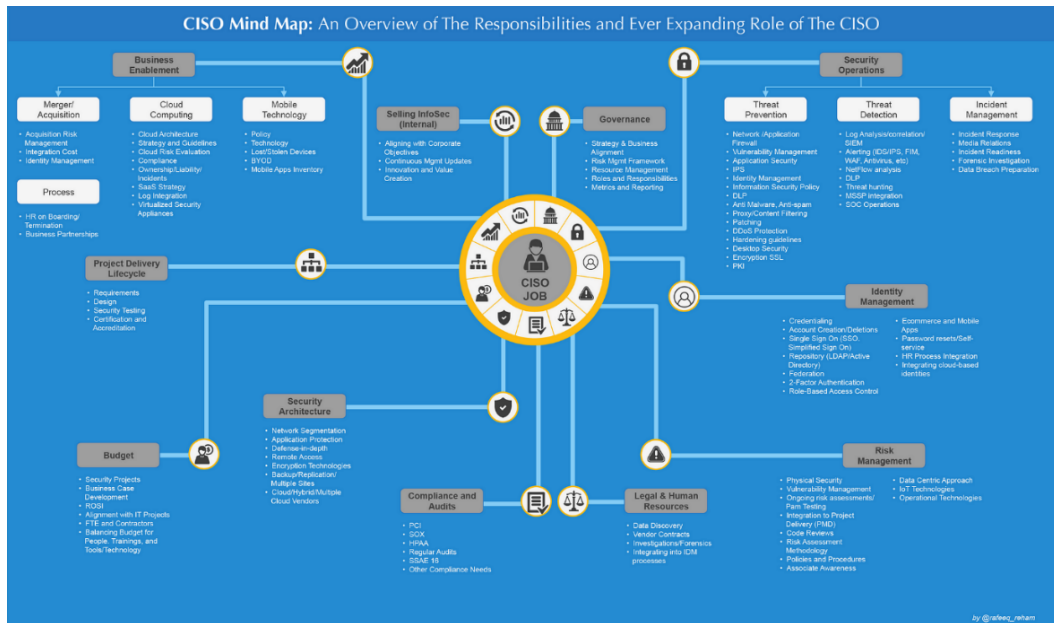 CISO Mind Map: An Overview of The Responsibilities and Ever Expanding Role of The CISO
Business
Enablement
Merger/
Acquisition
• Acquisition Risk
Management
• Integration Cost
• Identity Management
Process
• HR on Boarding/
Termination
• Business Partnerships
Cloud
Computing
• Cloud Architecture
• Strategy and Guidelines
• Cloud Risk Evaluation
• Compliance
• Ownership/Liability/
Incidents
• SaaS Strategy
• Log Integration
• Virtualized Security
Appliances
Mobile
Technology
• Policy
• Technology
• Lost/Stolen Devices
• BYOD
• Mobile Apps Inventory
Selling InfoSec
(Internal)
• Aligning with Corporate
Objectives
• Continuous Mgmt Updates
• Innovation and Value
Creation
Governance
• Strategy & Business
Alignment
• Risk Mgmt Framework
• Resource Management
• Roles and Responsibilities
• Metrics and Reporting
Security
Operations
Threat
Prevention
• Network /Application
Firewall
• Vulnerability Management
• Application Security
• IPS
• Identity Management
• Information Security Policy
• DLP
• Anti Malware, Anti-spam
• Proxy/Content Filtering
• Patching
• DDoS Protection
• Hardening guidelines
• Desktop Security
• Encryption SSL
• PKI
Threat
Detection
• Log Analysis/correlation/
SIEM
• Alerting (IDS/IPS, FIM,
WAF, Antivirus, etc)
• NetFlow analysis
• DLP
• Threat hunting
• MSSP integration
• SOC Operations
Incident
Management
• Incident Response
• Media Relations
• Incident Readiness
• Forensic Investigation
• Data Breach Preparation
Project Delivery
Lifecycle
• Requirements
• Design
• Security Testing
• Certification and
Accreditation
CISO
JOB
Identity
Management
• Credentialing
• Account Creation/Deletions
• Single Sign On (SSO,
Simplified Sign On)
• Repository (LDAP/Active
Directory)
• Federation
• 2-Factor Authentication
• Role-Based Access Control
• Ecommerce and Mobile
Apps
• Password resets/Self-
service
• HR Process Integration
• Integrating cloud-based
identities
Security
Architecture
• Network Segmentation
• Application Protection
• Defense-in-depth
• Remote Access
• Encryption Technologies
• Backup/Replication/
Multiple Sites
• Cloud/Hybrid/Multiple
Cloud Vendors
Budget
• Security Projects
• Business Case
Development
• ROSI
• Alignment with IT Projects
• FTE and Contractors
• Balancing Budget for
People, Trainings, and
Tools/Technology
Compliance and
Audits
• PCI
• SOX
• HPAA
• Regular Audits
• SSAE 18
• Other Compliance Needs
Legal & Human
Resources
• Data Discovery
• Vendor Contracts
• Investigations/Forensics
• Integrating into IDM
processes
Risk
Management
• Physical Security
• Vulnerability Management
• Ongoing risk assessments/
Pam Testing
• Integration to Project
Delivery (PMD)
• Code Reviews
• Risk Assessment
Methodology
• Policies and Procedures
• Associate Awareness
• Data Centric Approach
• IoT Technologies
• Operational Technologies
by @rafeeq_reham